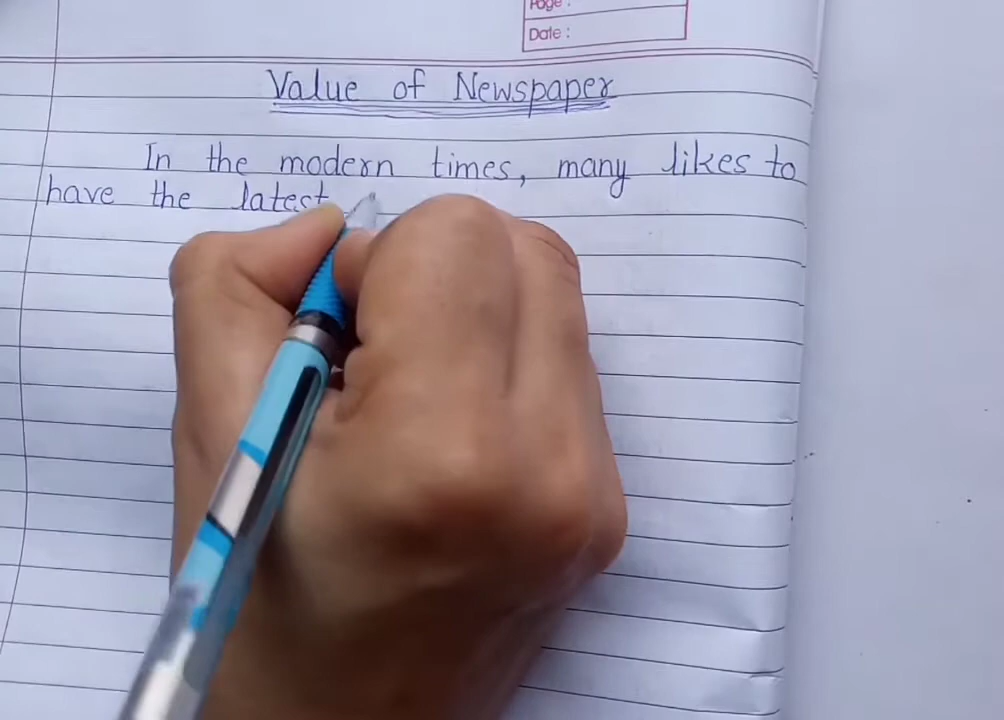 Page :
Date :
Value of Newspaper
In the modern times, many likes to
have the latest